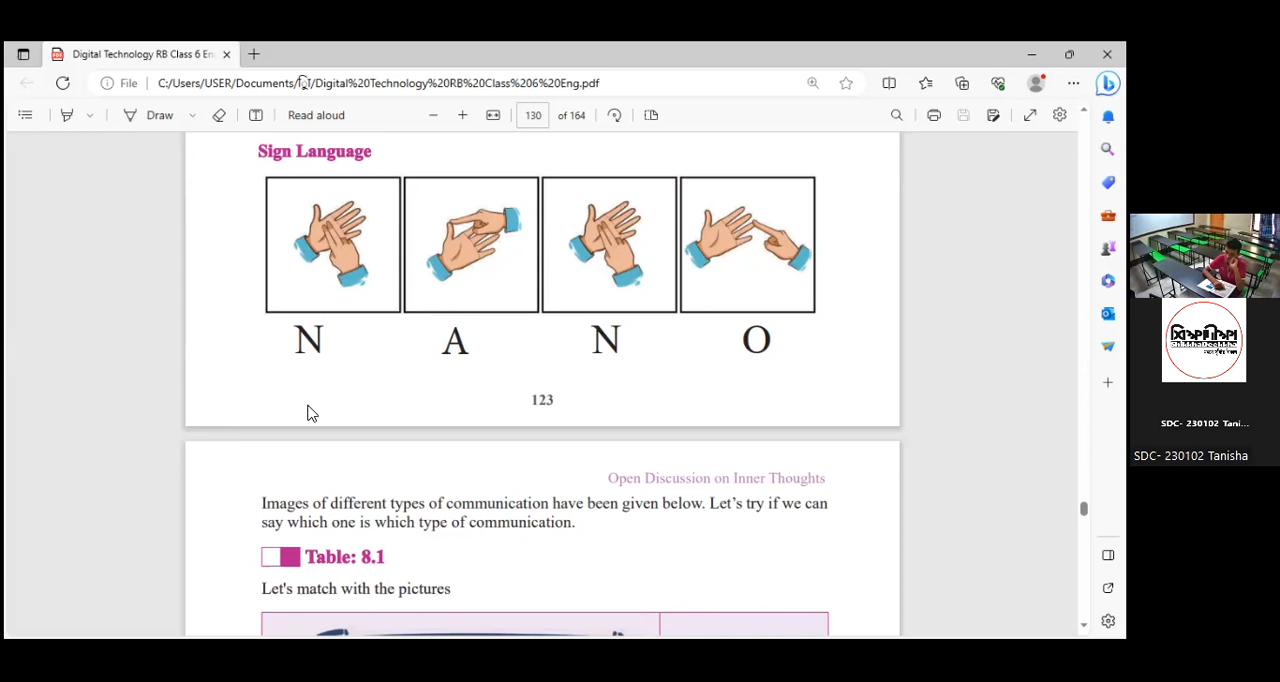 Digital Technology RB Class 6 En
File
C:/Users/USER/Documents/
/Digital%20Technology%20RB%20Class%206%20Eng.pdf
Draw
Read aloud
130
of 164
Sign Language
N A N O
123
Open Discussion on Inner Thoughts
Images of different types of communication have been given below. Let's try if we can
say which one is which type of communication.
Table: 8.1
Let's match with the pictures
SDC- 230102 Tani...
SDC- 230102 Tanisha